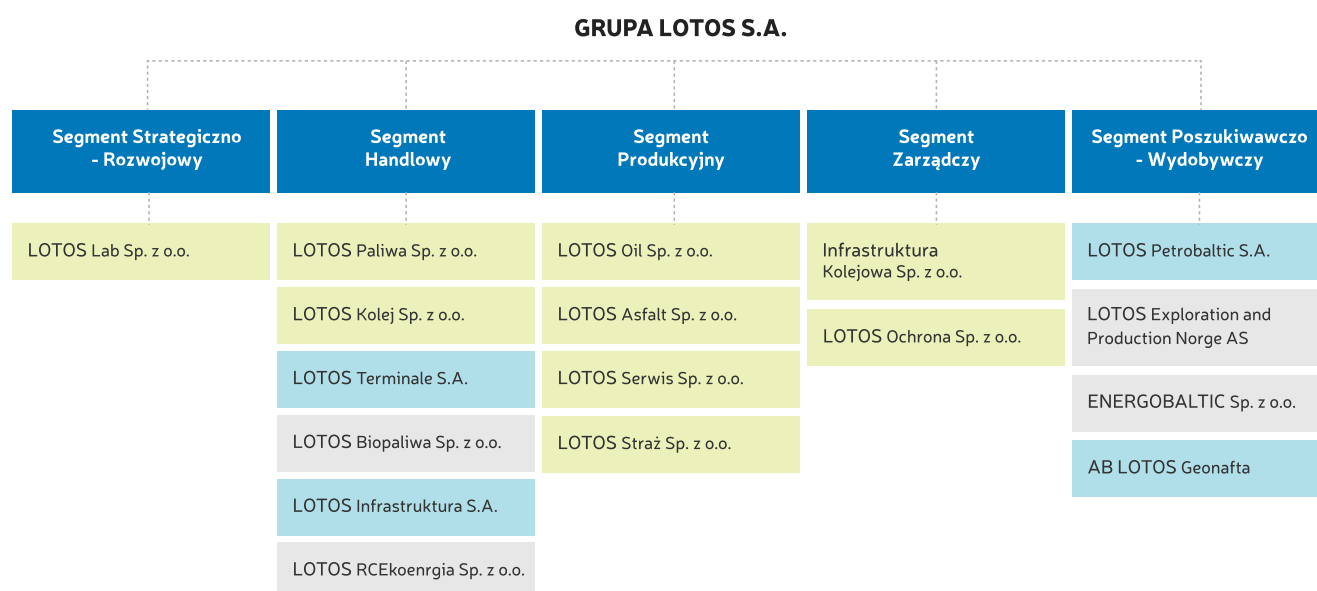 GRUPA LOTOS S.A.
Segment Strategiczno
- Rozwojowy
LOTOS Lab Sp. z o.o.
Segment
Handlowy
LOTOS Paliwa Sp. z o.o.
LOTOS Kolej Sp. z o.o.
LOTOS Terminale S.A.
LOTOS Biopaliwa Sp. z o.o.
LOTOS Infrastruktura S.A.
LOTOS RCEkoenrgia Sp. z o.o.
Segment
Produkcyjny
LOTOS Oil Sp. z o.o.
LOTOS Asfalt Sp. z o.o.
LOTOS Serwis Sp. z o.o.
LOTOS Straż Sp. z o.o.
Segment
Zarządczy
Infrastruktura
Kolejowa Sp. z o.o.
LOTOS Ochrona Sp. z o.o.
Segment Poszukiwawczo
- Wydobywczy
LOTOS Petrobaltic S.A.
LOTOS Exploration and
Production Norge AS
ENERGOBALTIC Sp. z o.o.
AB LOTOS Geonafta